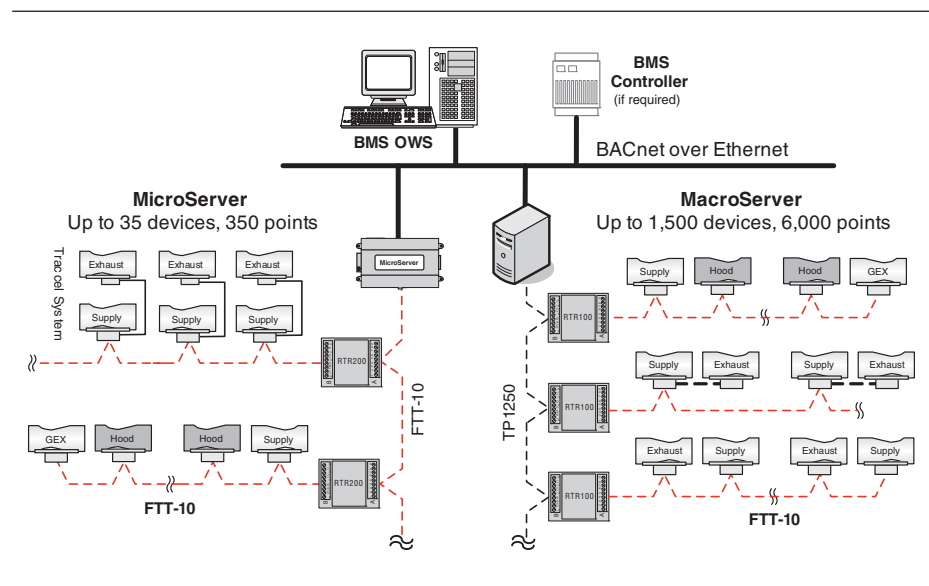 BMS
Controller
(if required)
BMS OWS
BACnet over Ethernet
MicroServer
Up to 35 devices, 350 points
MacroServer
Up to 1,500 devices, 6,000 points
Traccel System
Exhaust
Exhaust
Exhaust
MicroServer
Supply
Hood
Hood
GEX
Supply
Supply
Supply
B
RTR100
A
B
RTR200
A
Supply
Exhaust
Supply
Exhaust
FTT-10
TP1250
B
RTR100
A
GEX
Hood
Hood
Supply
Exhaust
Supply
Exhaust
Supply
B
RTR200
A
B
RTR100
A
FTT-10
FTT-10